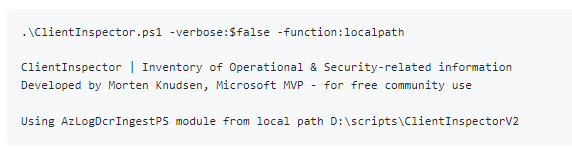 .\ClientInspector.ps1 -verbose:$false -function:localpath
ClientInspector | Inventory of Operational & Security-related information
Developed by Morten Knudsen, Microsoft MVP - for free community use
Using AzLogDcrIngestPS module from local path D:\scripts\ClientInspectorV2